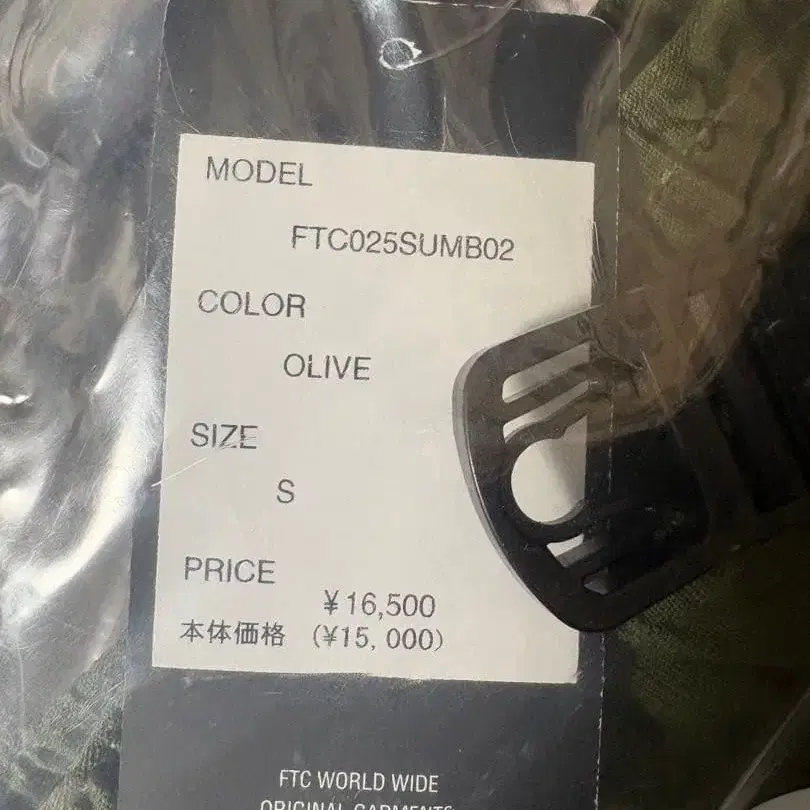 MODEL
FTC025SUMB02
COLOR
OLIVE
SIZE
S
PRICE
¥16,500
本体価格 (¥15,000)
FTC WORLD WIDE
ORIGINAL GARMENTS